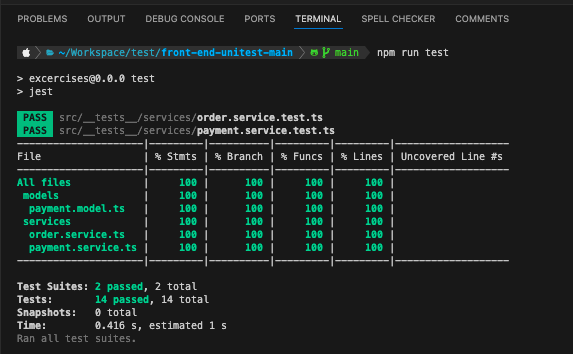 PROBLEMS OUTPUT DEBUG CONSOLE PORTS TERMINAL SPELL CHECKER COMMENTS
~/Workspace/test/front-end-unitest-main main npm run test
> excercises@0.0.0 test
> jest
PASS src/__tests__/services/order.service.test.ts
PASS src/__tests__/services/payment.service.test.ts
--------------------|---------|----------|---------|---------|-------------------
File | % Stmts | % Branch | % Funcs | % Lines | Uncovered Line #s
--------------------|---------|----------|---------|---------|-------------------
All files | 100 | 100 | 100 | 100 |
models | 100 | 100 | 100 | 100 |
payment.model.ts | 100 | 100 | 100 | 100 |
services | 100 | 100 | 100 | 100 |
order.service.ts | 100 | 100 | 100 | 100 |
payment.service.ts | 100 | 100 | 100 | 100 |
--------------------|---------|----------|---------|---------|-------------------
Test Suites: 2 passed, 2 total
Tests: 14 passed, 14 total
Snapshots: 0 total
Time: 0.416 s, estimated 1 s
Ran all test suites.